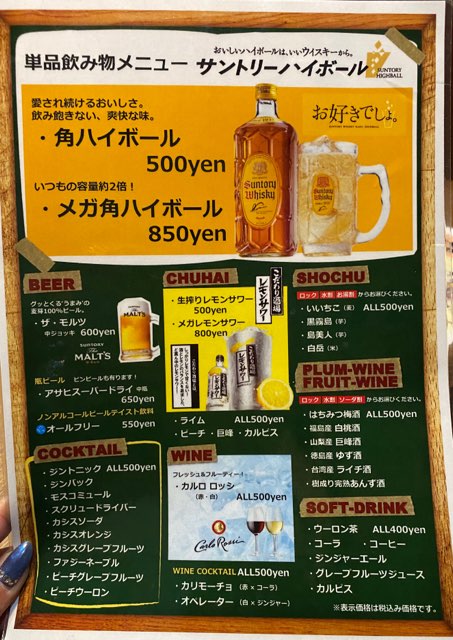 おいしいハイボールは、いいウイスキーから。
単品飲み物メニュー サントリーハイボール
SUNTORY
HIGHBALL
愛され続けるおいしさ。
飲み飽きない、爽快な味。
・角ハイボール
500yen
いつもの容量約2倍！
・メガ角ハイボール
850yen
お好きでしょ。
Suntory
Whisky
BEER
グッとくる「うまみ」の
麦芽100%ビール。
・ザ・モルツ
中ジョッキ 600yen
THE
MALT'S
SUNTORY
THE
MALT'S
瓶ビール ビンビールも有ります！
・アサヒスーパードライ 中瓶
650yen
ノンアルコールビールテイスト飲料
オールフリー 550yen
CHUHAI
・生搾りレモンサワー
500yen
・メガレモンサワー
800yen
こだわり酒場
レモンサワー
・ライム ALL500yen
・ピーチ ・巨峰 ・カルピス
SHOCHU
ロック 水割 お湯割 からお選びください。
・いいちこ（麦） ALL500yen
・黒霧島（芋）
・島美人（芋）
・白岳（米）
PLUM-WINE
FRUIT-WINE
ロック 水割 ソーダ割 からお選びください。
・はちみつ梅酒 ALL500yen
・福島産 白桃酒
・山梨産 巨峰酒
・徳島産 ゆず酒
・台湾産 ライチ酒
・樹成り完熟あんず酒
COCKTAIL
・ジントニック ALL500yen
・ジンバック
・モスコミュール
・スクリュードライバー
・カシスソーダ
・カシスオレンジ
・カシスグレープフルーツ
・ファジーネーブル
・ピーチグレープフルーツ
・ピーチウーロン
WINE
フレッシュ&フルーティー！
・カルロ ロッシ
（赤・白） ALL500yen
Carlo Rossi
WINE COCKTAIL ALL500yen
・カリモーチョ（赤 × コーラ）
・オペレーター（白 × ジンジャー）
SOFT-DRINK
・ウーロン茶 ALL400yen
・コーラ ・コーヒー
・ジンジャーエール
・グレープフルーツジュース
・カルピス
※表示価格は税込み価格です。